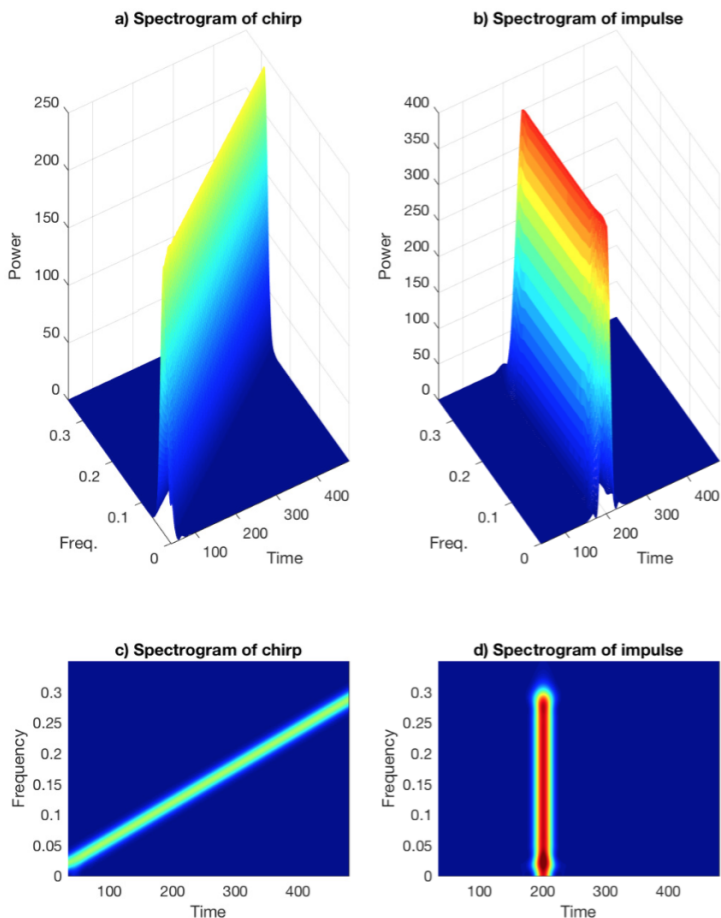 a) Spectrogram of chirp
250
200
150
100
50
0
Power
0.3
0.2
0.1
0
Freq.
100
200
300
400
Time
b) Spectrogram of impulse
400
350
300
250
200
150
100
50
0
Power
0.3
0.2
0.1
0
Freq.
100
200
300
400
Time
c) Spectrogram of chirp
0.3
0.25
0.2
0.15
0.1
0.05
0
Frequency
100 200 300 400
Time
d) Spectrogram of impulse
0.3
0.25
0.2
0.15
0.1
0.05
0
Frequency
100 200 300 400
Time